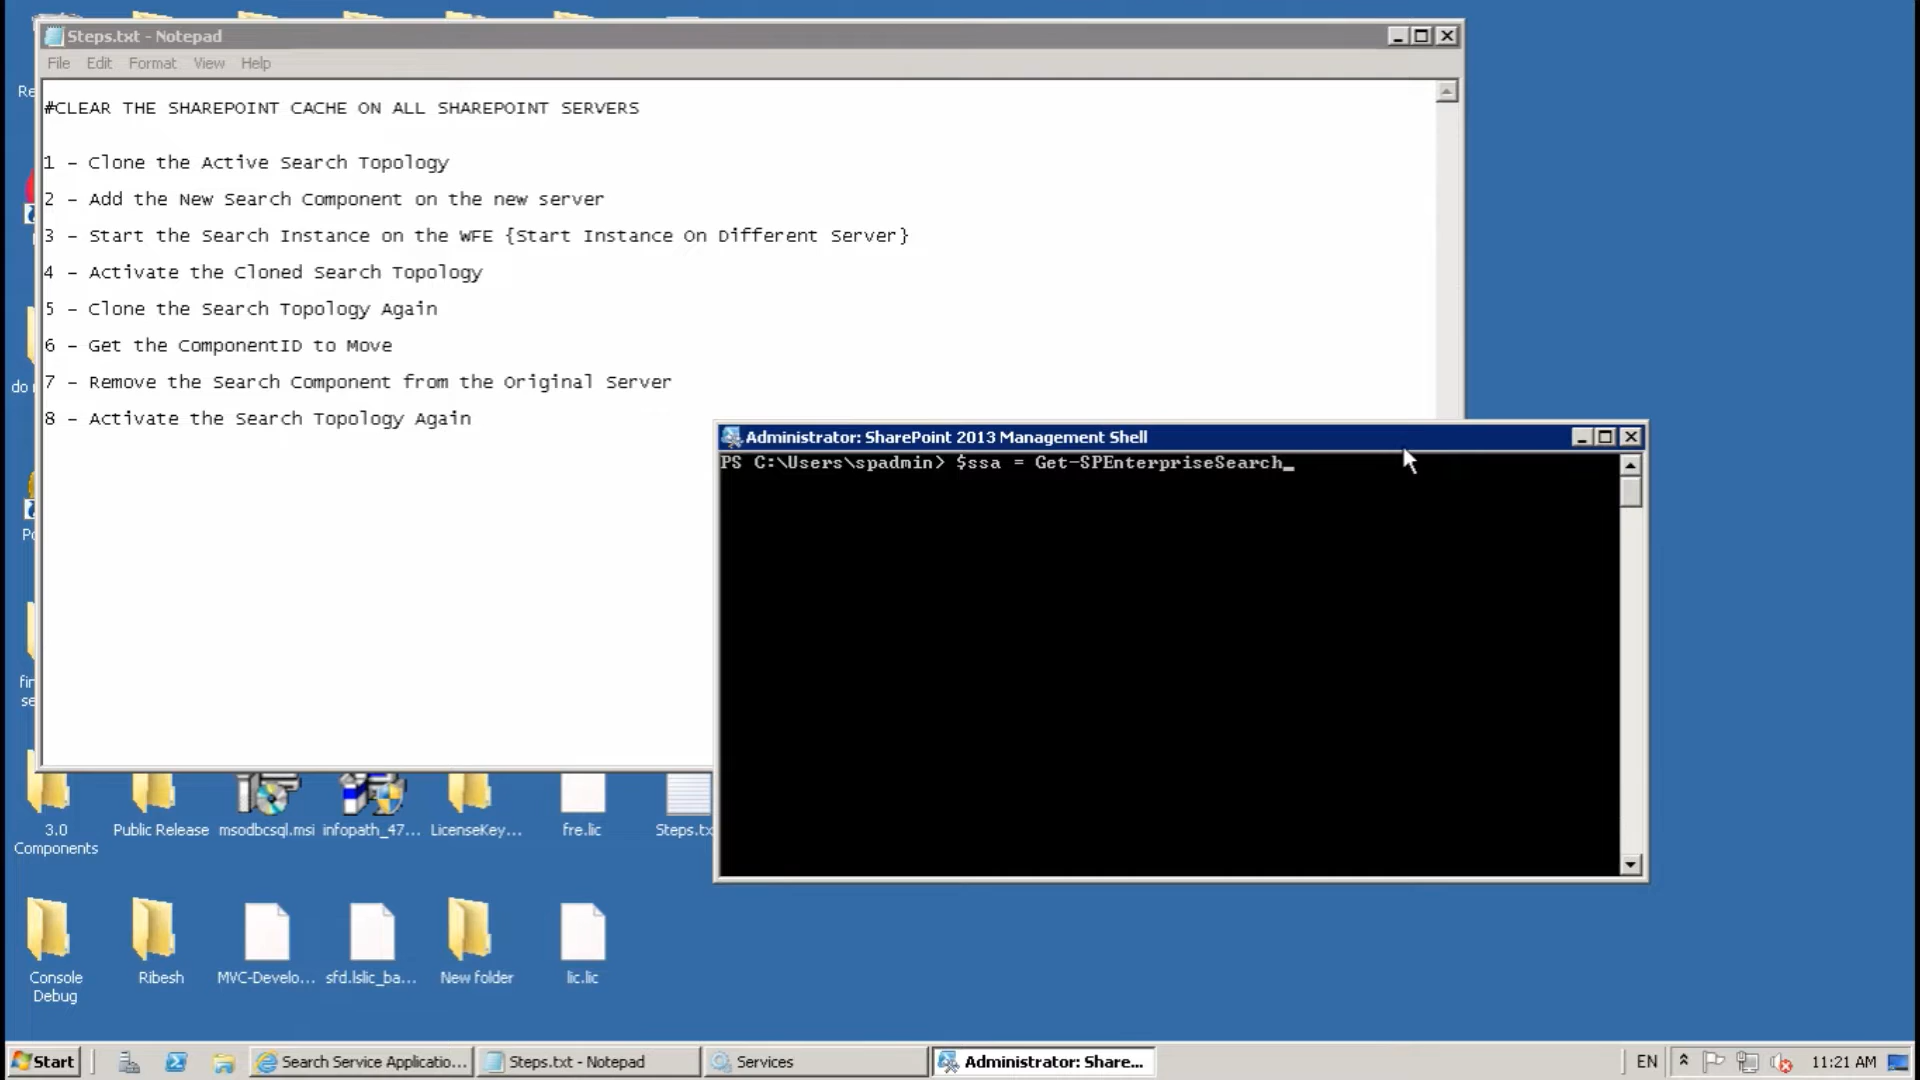 Steps.txt - Notepad
File Edit Format View Help
#CLEAR THE SHAREPOINT CACHE ON ALL SHAREPOINT SERVERS
1 - Clone the Active Search Topology
2 - Add the New Search Component on the new server
3 - Start the Search Instance on the WFE {Start Instance On Different Server}
4 - Activate the Cloned Search Topology
5 - Clone the Search Topology Again
6 - Get the ComponentID to Move
7 - Remove the Search Component from the Original Server
8 - Activate the Search Topology Again
Administrator: SharePoint 2013 Management Shell
PS C:\Users\spadmin> $ssa = Get-SPEnterpriseSearch_
Re
do
Po
fir
se
3.0 Components
Public Release
msodbcsql.msi
infopath_47...
LicenseKey...
fre.lic
Steps.tx
Console Debug
Ribesh
MVC-Develo...
sfd.lslic_ba...
New folder
lic.lic
Start
Search Service Applicatio...
Steps.txt - Notepad
Services
Administrator: Share...
EN
11:21 AM